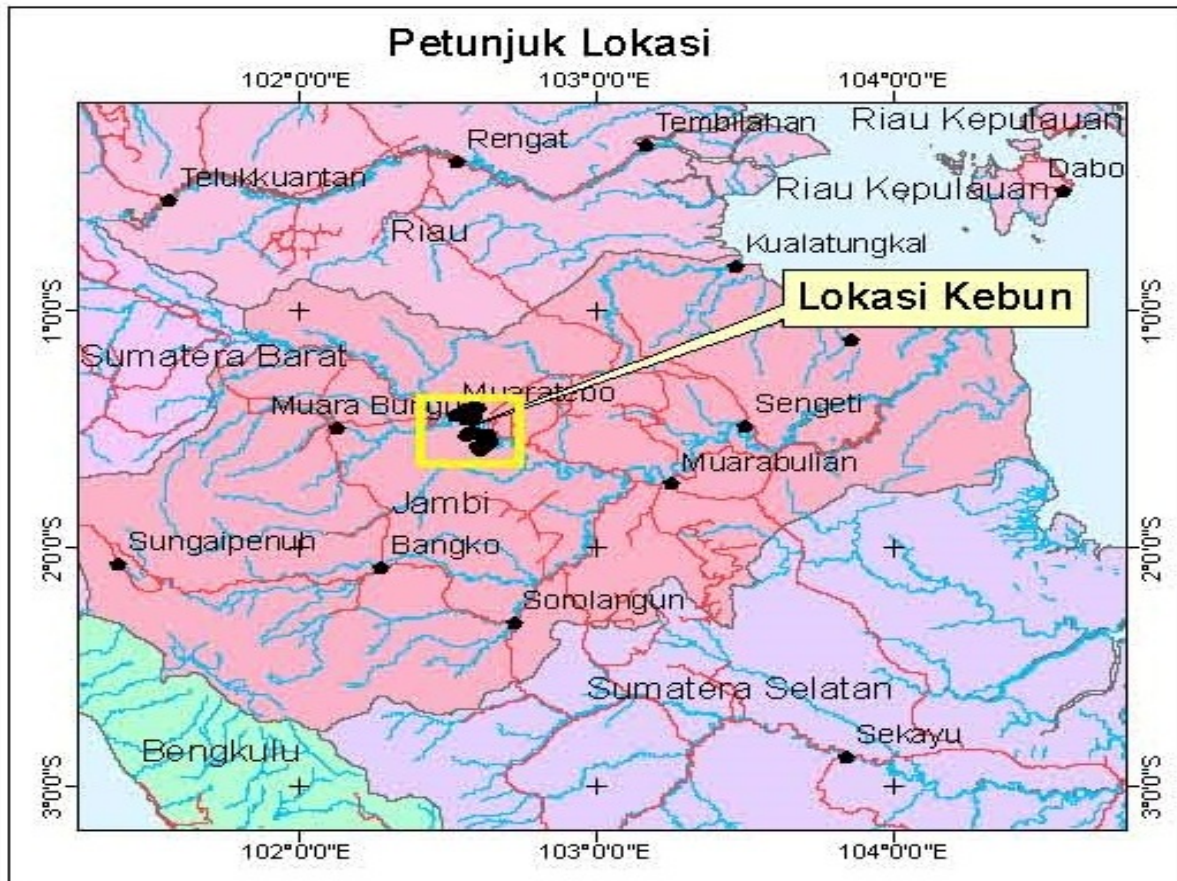 Petunjuk Lokasi
102°0'0"E 103°0'0"E 104°0'0"E
Riau Kepulauan
Tembilahan
Rengat
Dabo
Telukkuantan
Riau Kepulauan
Riau
Kualatungkal
Lokasi Kebun
1°0'0"S 1°0'0"S
Sumatera Barat
Muaratebo
Muara Bungo
Sengeti
Muarabulian
Jambi
Sungaipenuh
Bangko
2°0'0"S 2°0'0"S
Sorolangun
Sumatera Selatan
Sekayu
Bengkulu
3°0'0"S 3°0'0"S
102°0'0"E 103°0'0"E 104°0'0"E